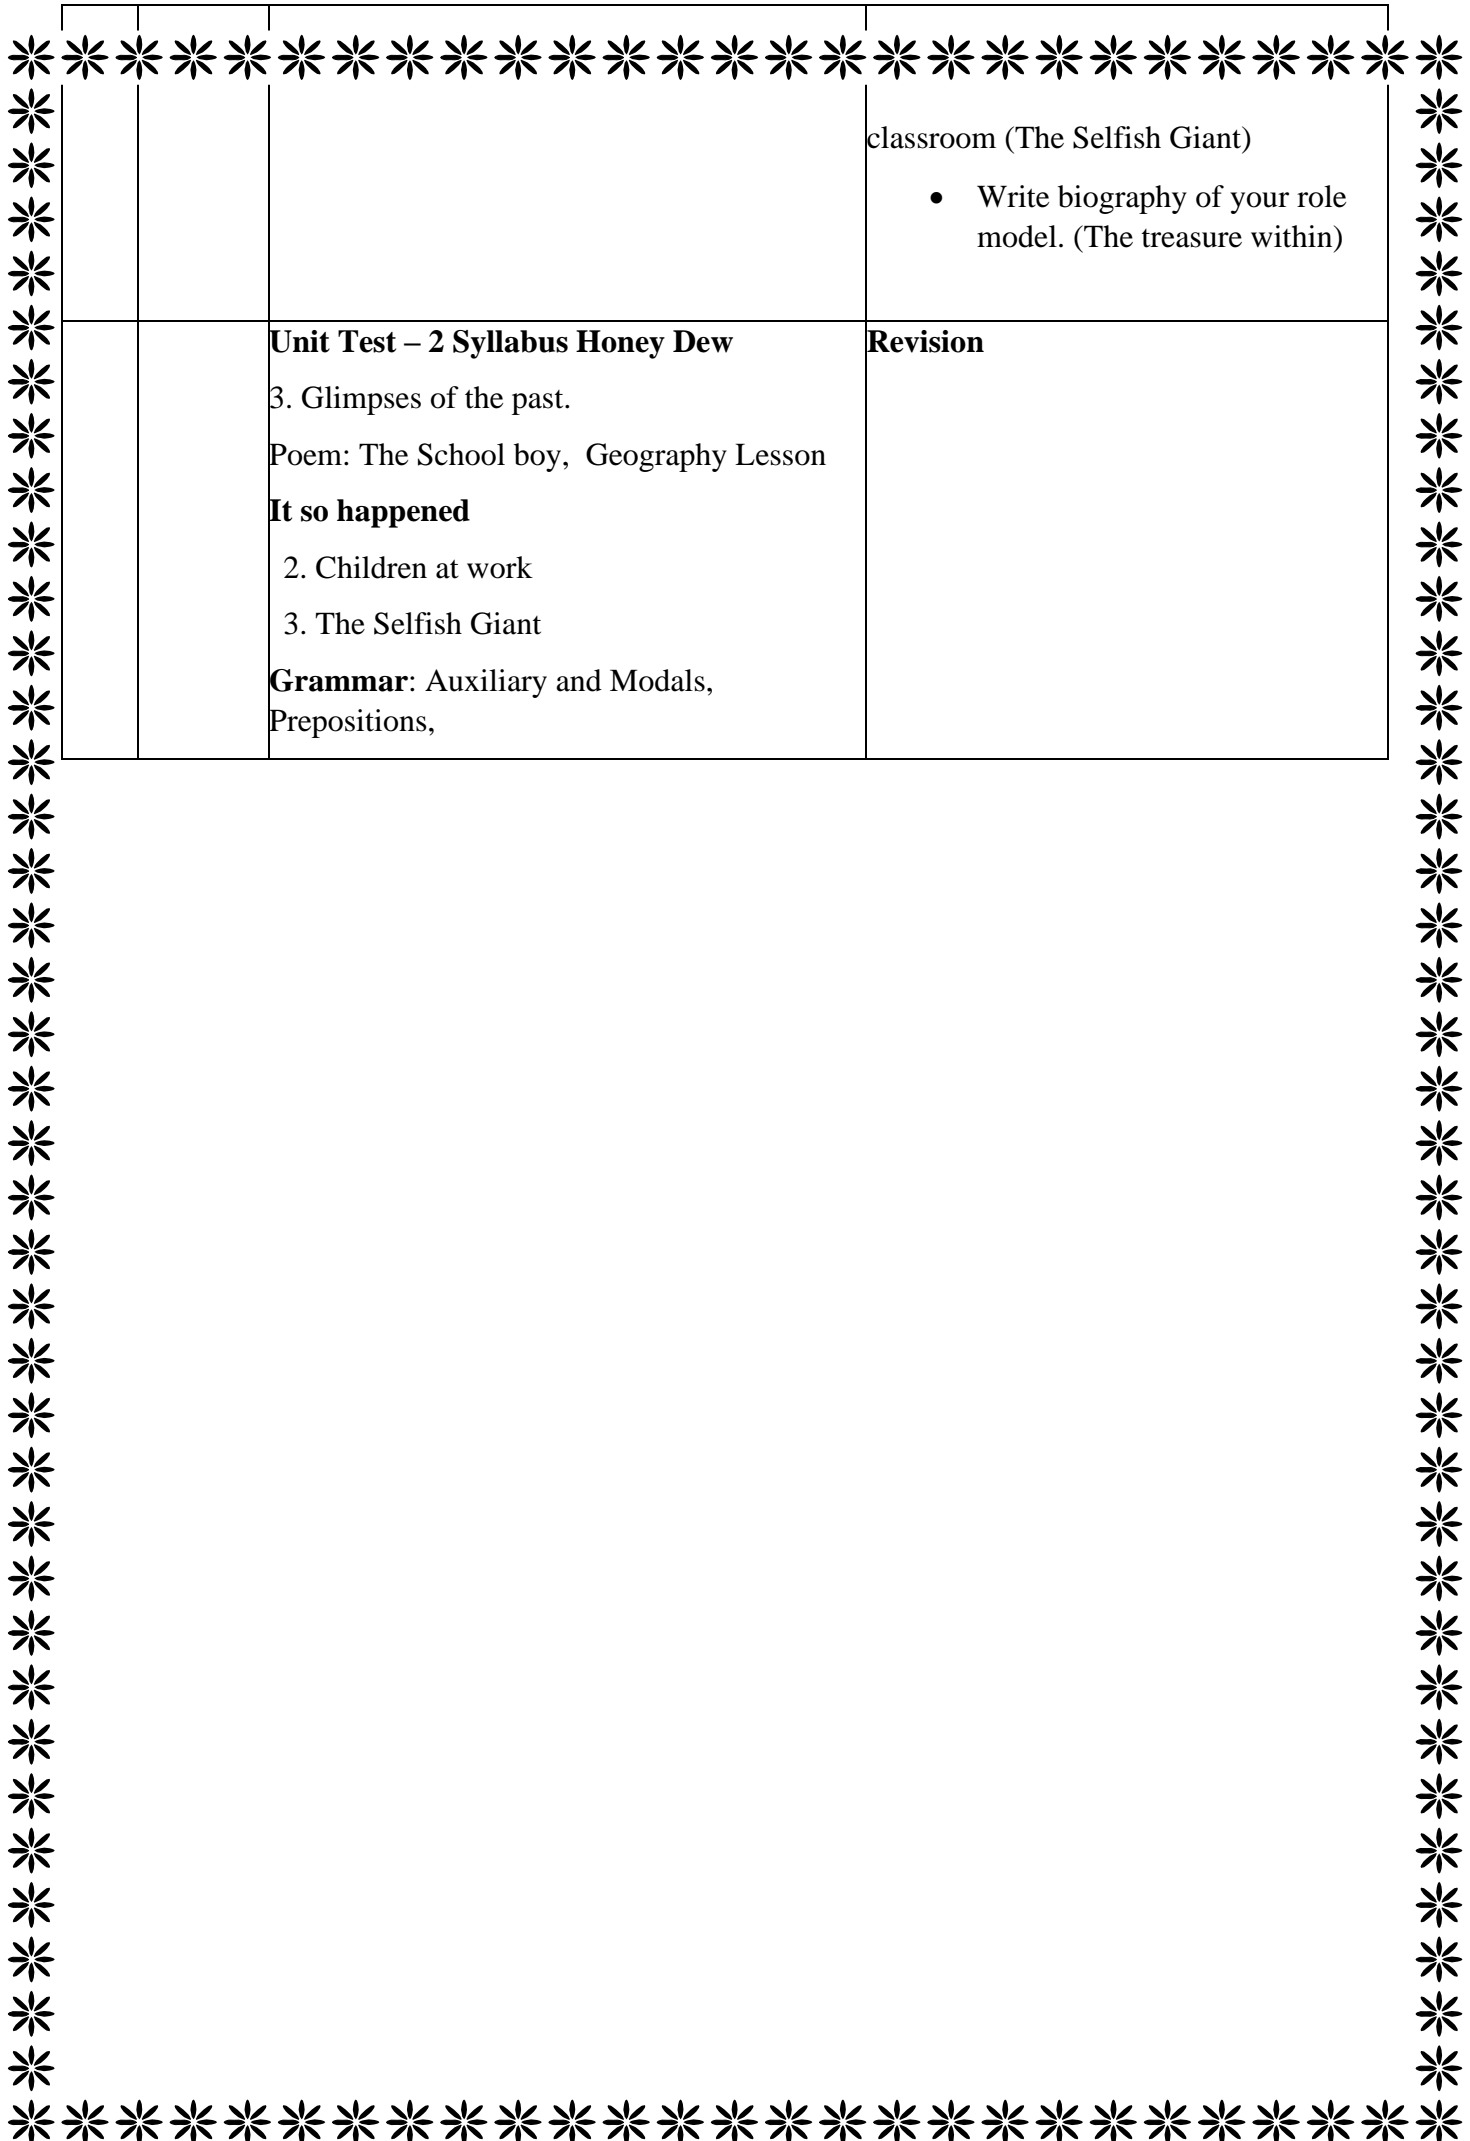 classroom (The Selfish Giant)
• Write biography of your role
model. (The treasure within)
Unit Test – 2 Syllabus Honey Dew
3. Glimpses of the past.
Poem: The School boy, Geography Lesson
It so happened
2. Children at work
3. The Selfish Giant
Grammar: Auxiliary and Modals,
Prepositions,
Revision